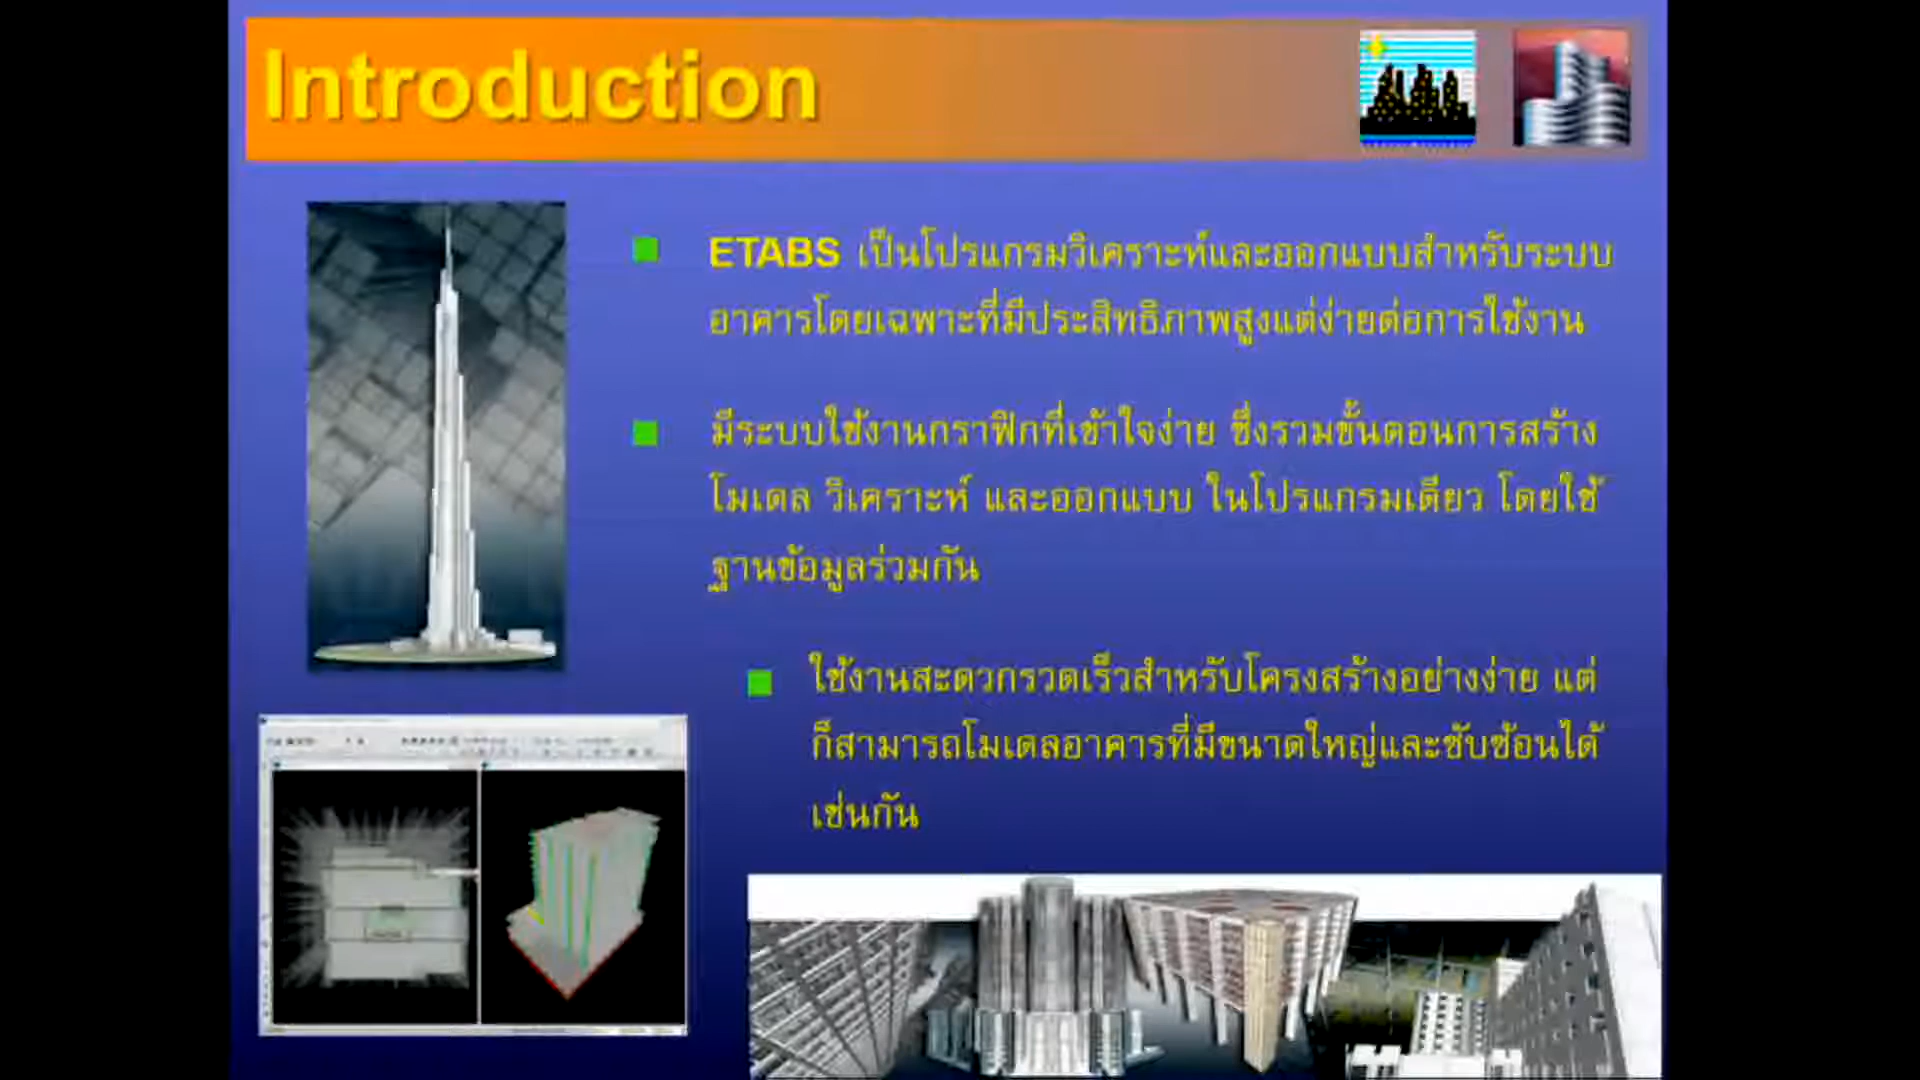 Introduction
ETABS เป็นโปรแกรมวิเคราะห์และออกแบบสำหรับระบบ
อาคารโดยเฉพาะที่มีประสิทธิภาพสูงแต่ง่ายต่อการใช้งาน
มีระบบใช้งานกราฟิกที่เข้าใจง่าย ซึ่งรวมขั้นตอนการสร้าง
โมเดล วิเคราะห์ และออกแบบ ในโปรแกรมเดียว โดยใช้
ฐานข้อมูลร่วมกัน
ใช้งานสะดวกรวดเร็วสำหรับโครงสร้างอย่างง่าย แต่
ก็สามารถโมเดลอาคารที่มีขนาดใหญ่และซับซ้อนได้
เช่นกัน